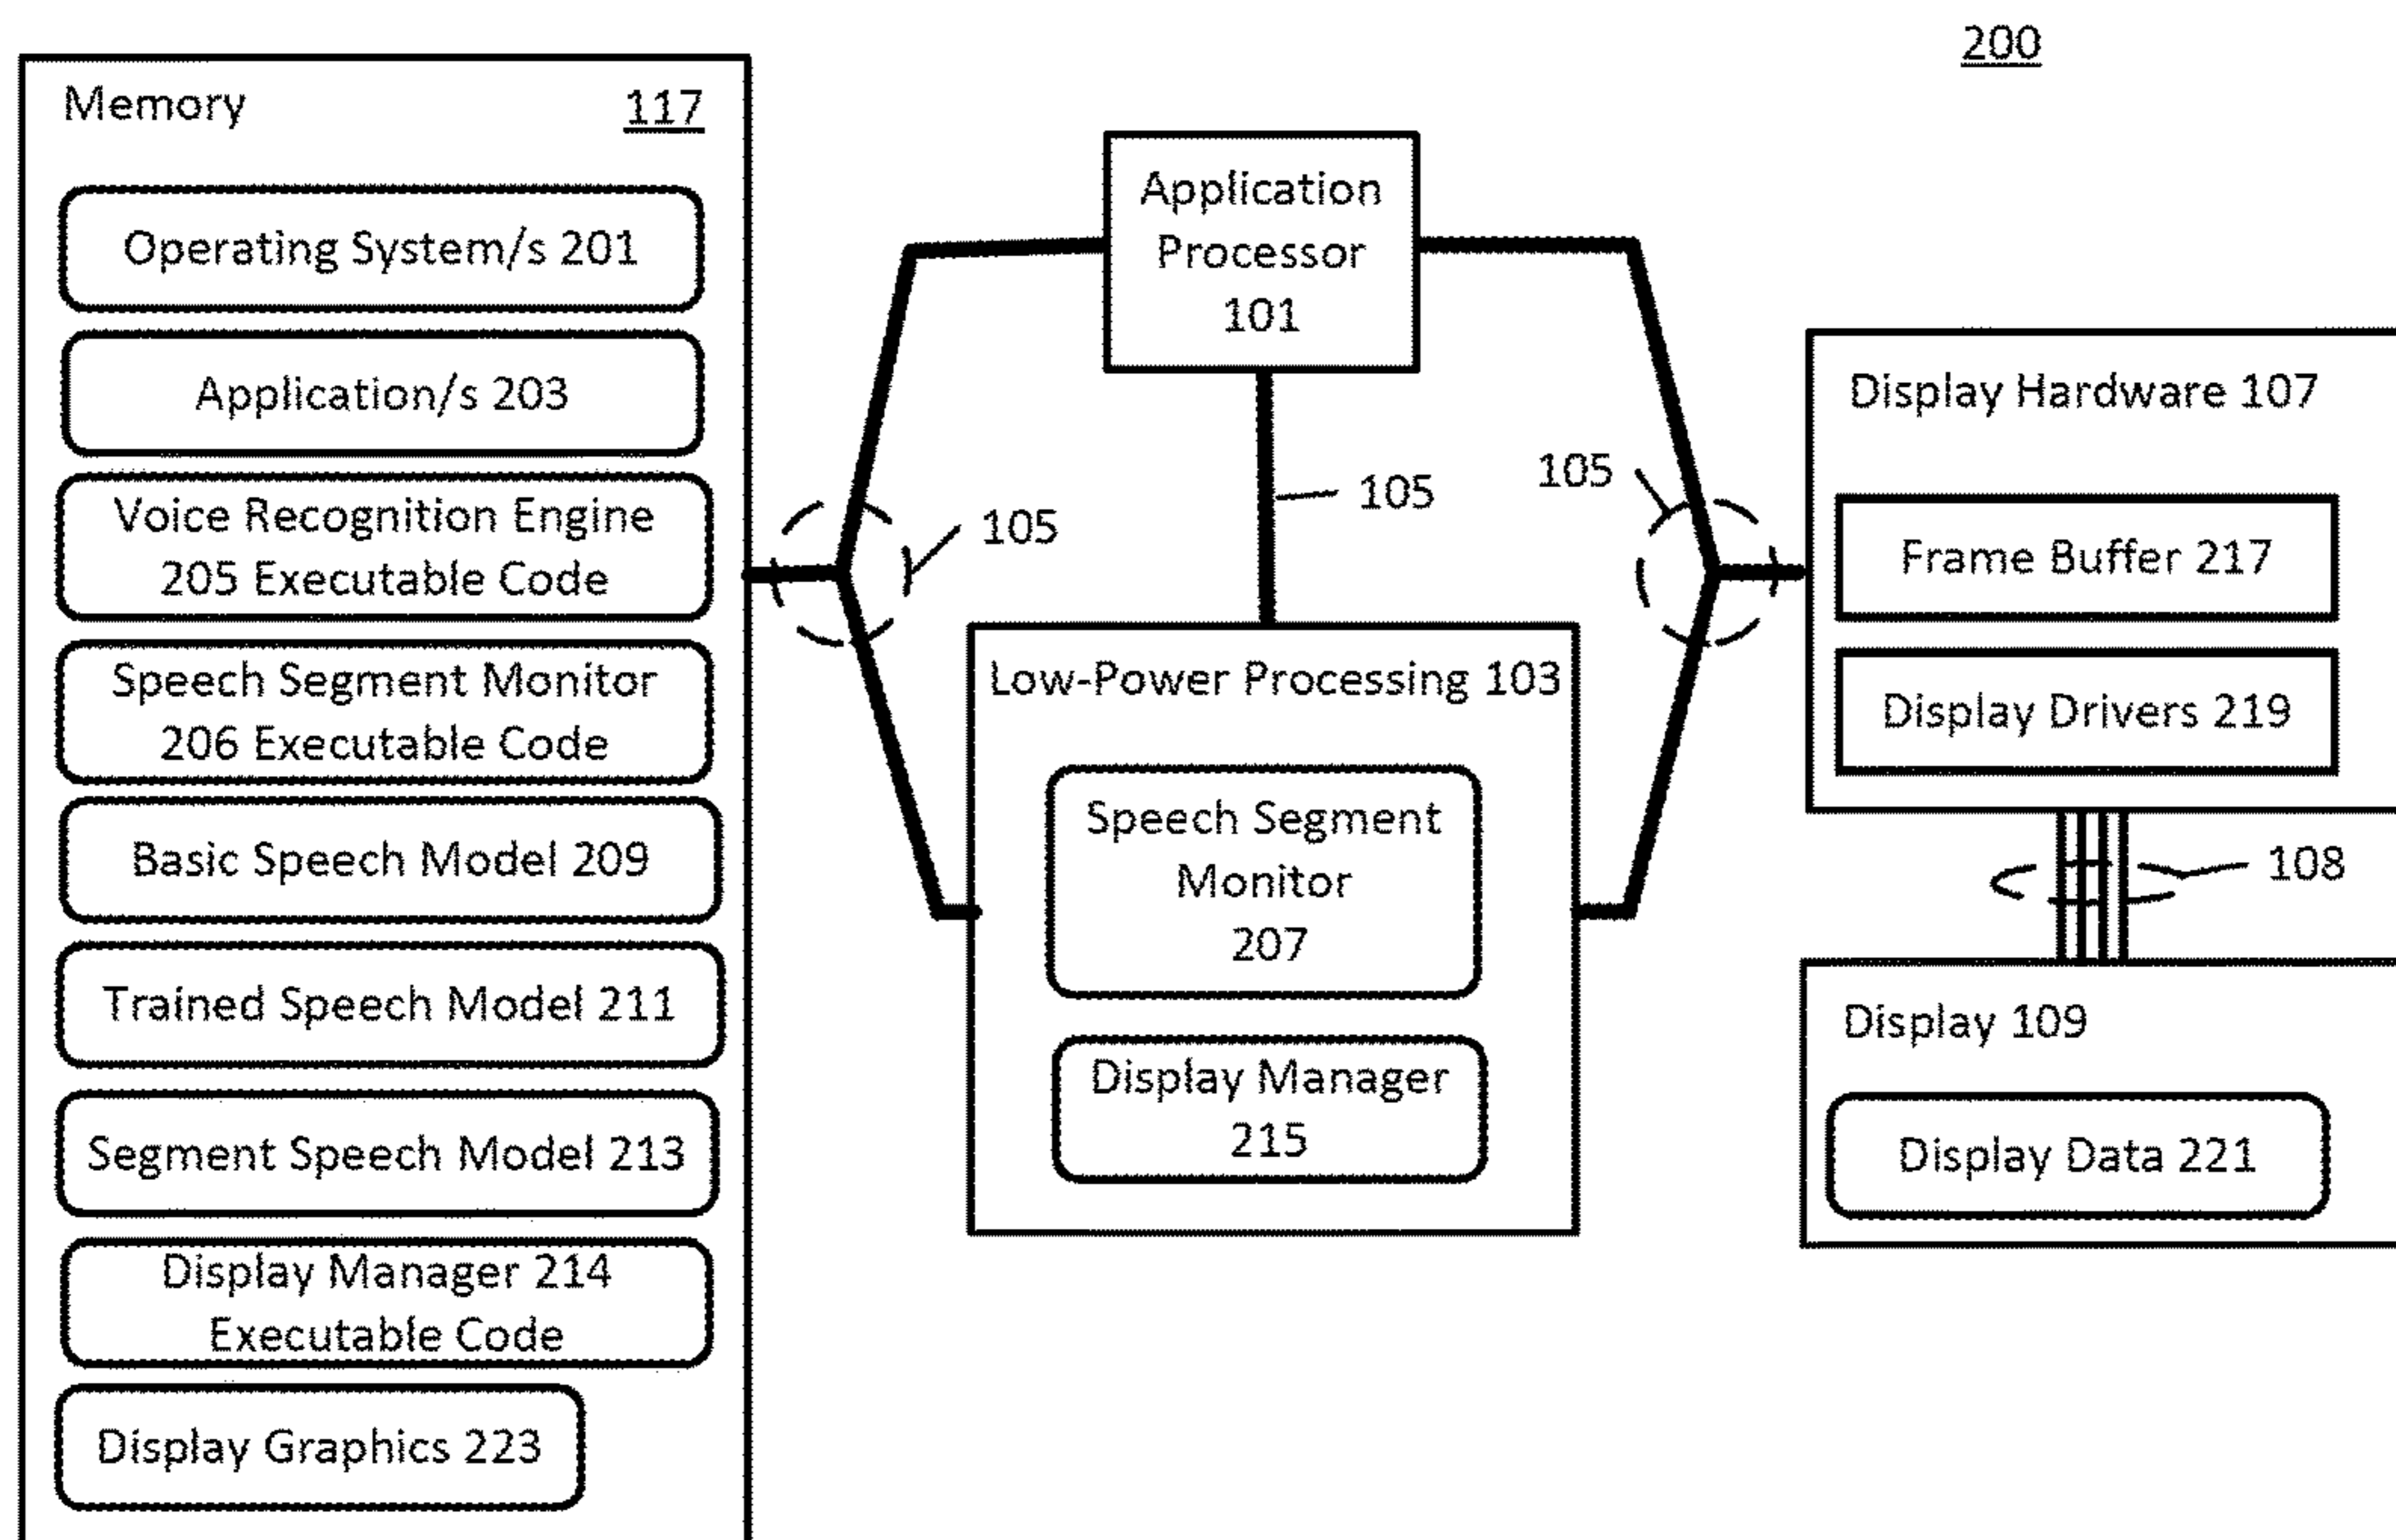 200
Memory
117
Operating System/s 201
Application/s 203
Voice Recognition Engine
205 Executable Code
Speech Segment Monitor
206 Executable Code
Basic Speech Model 209
Trained Speech Model 211
Segment Speech Model 213
Display Manager 214
Executable Code
Display Graphics 223
105
Application
Processor
101
105
Low-Power Processing 103
Speech Segment
Monitor
207
Display Manager
215
105
Display Hardware 107
Frame Buffer 217
Display Drivers 219
108
Display 109
Display Data 221